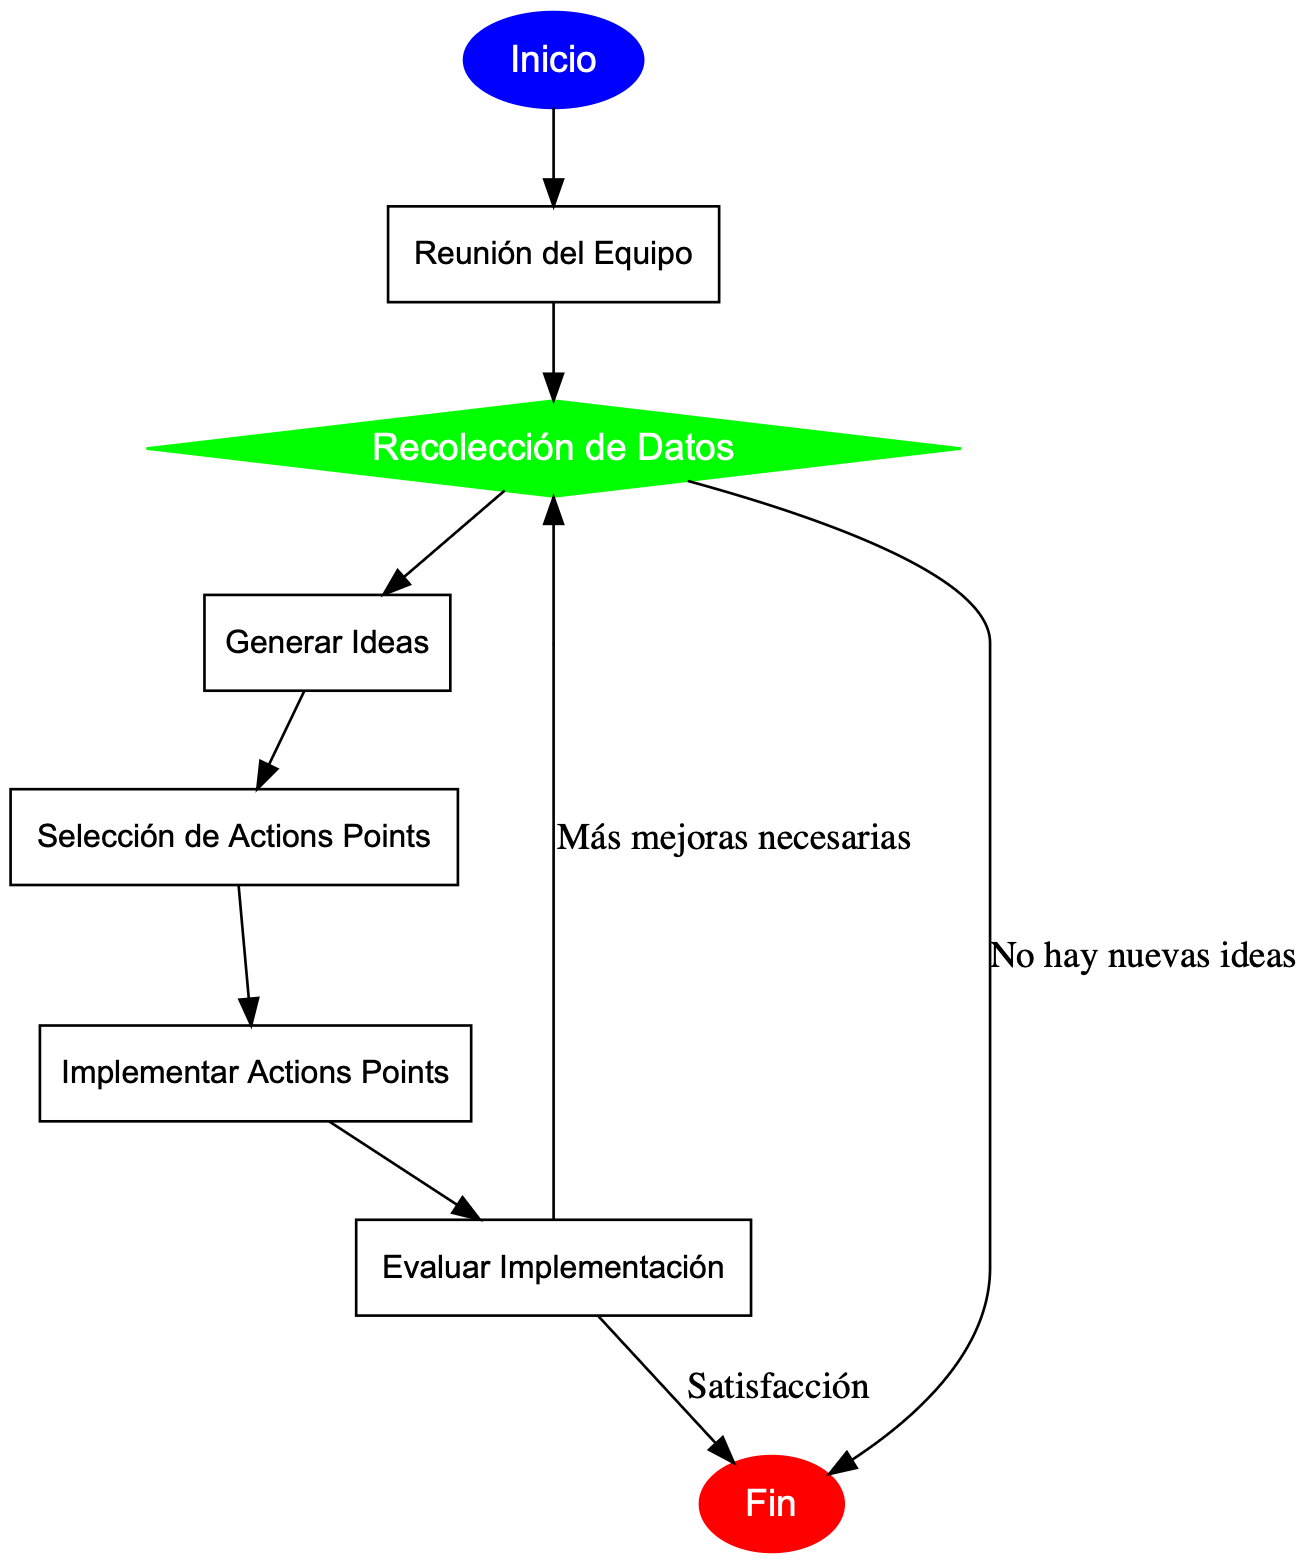 Inicio
Reunión del Equipo
Recolección de Datos
Generar Ideas
Selección de Actions Points
Más mejoras necesarias
No hay nuevas ideas
Implementar Actions Points
Evaluar Implementación
Satisfacción
Fin